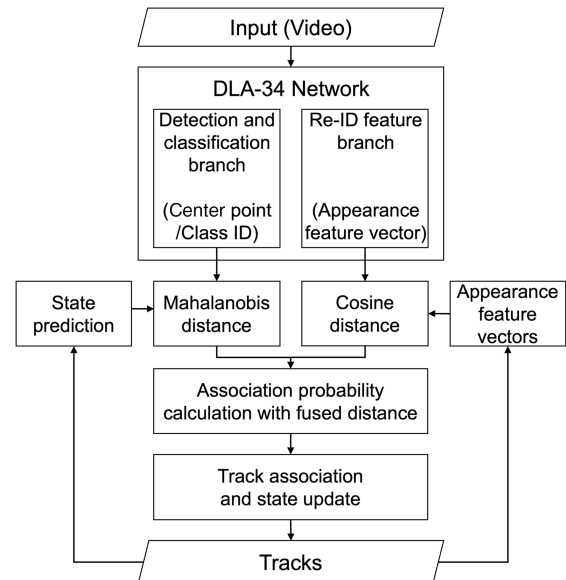 Input (Video)
DLA-34 Network
Detection and
classification
branch
(Center point
/Class ID)
Re-ID feature
branch
(Appearance
feature vector)
State
prediction
Mahalanobis
distance
Cosine
distance
Appearance
feature
vectors
Association probability
calculation with fused distance
Track association
and state update
Tracks